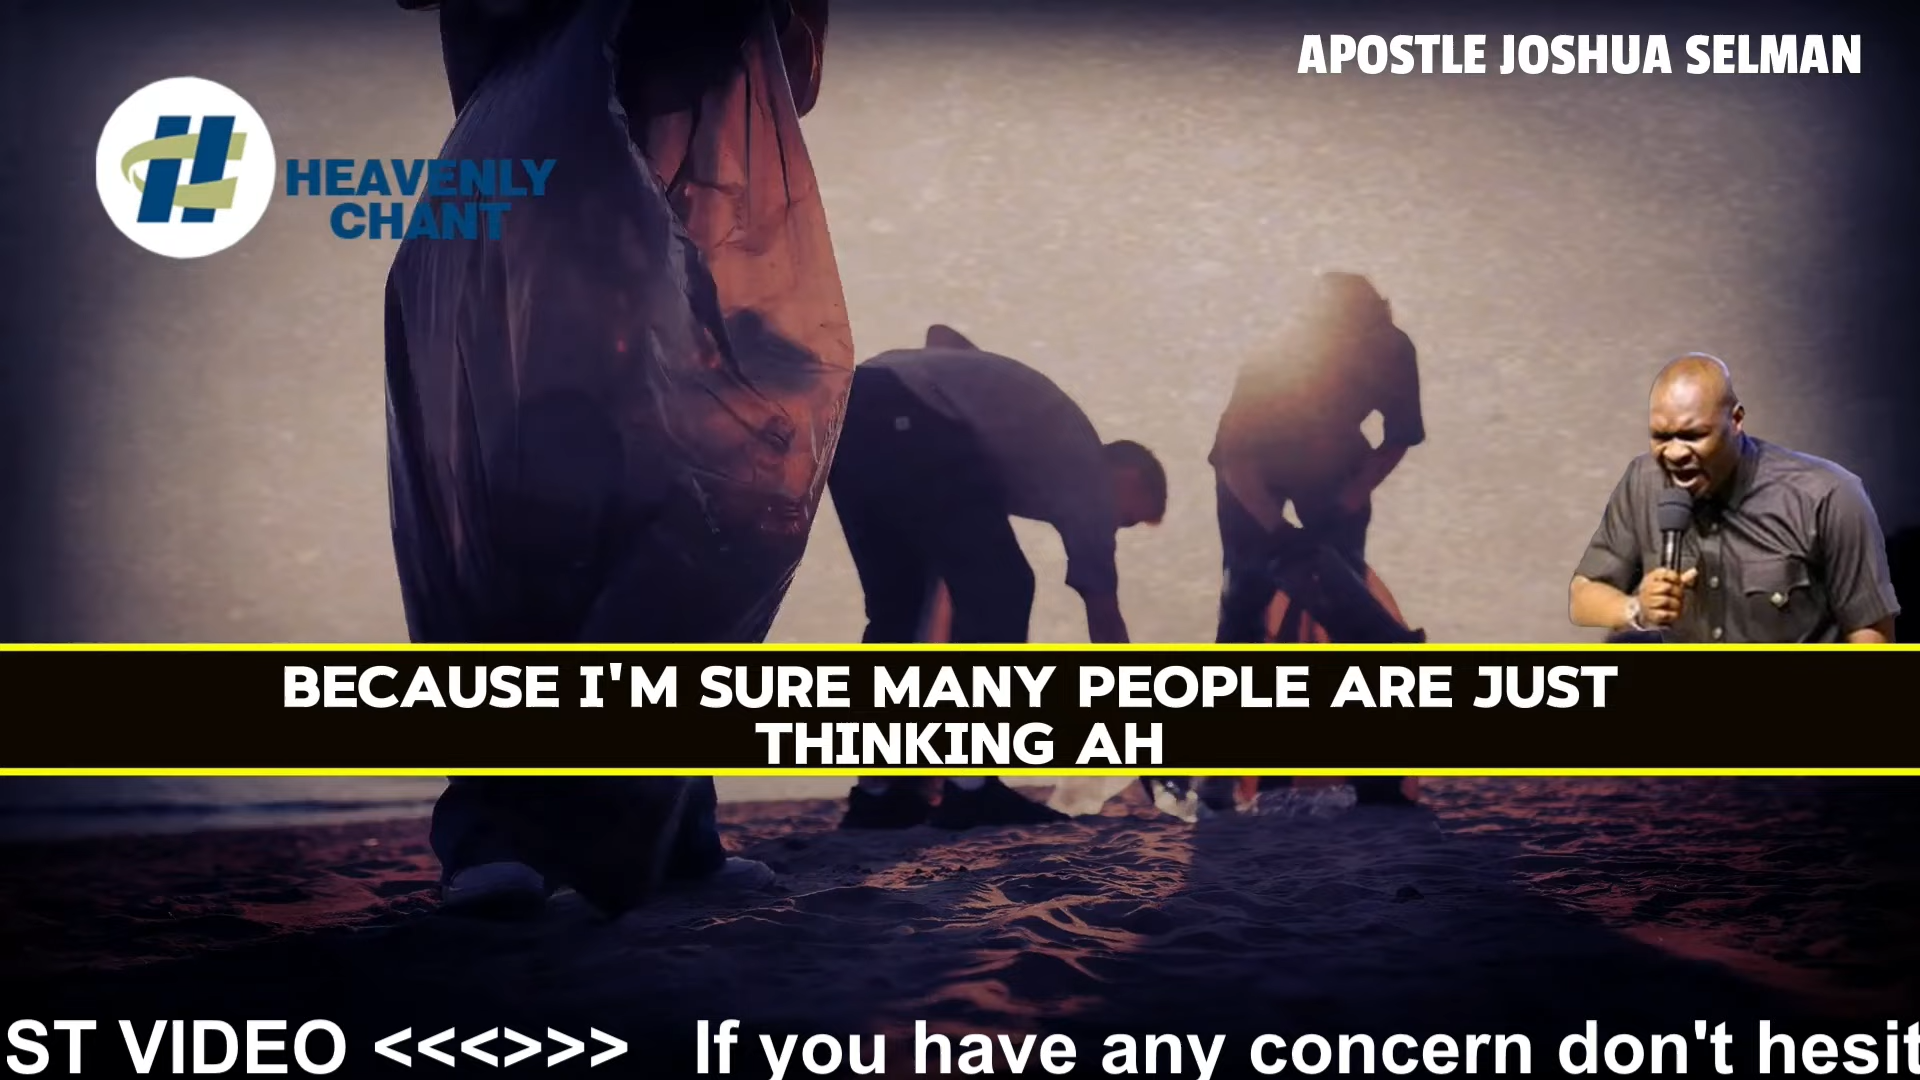 APOSTLE JOSHUA SELMAN
HEAVENLY
CHANT
BECAUSE I'M SURE MANY PEOPLE ARE JUST
THINKING AH
ST VIDEO <<<>>> If you have any concern don't hesit